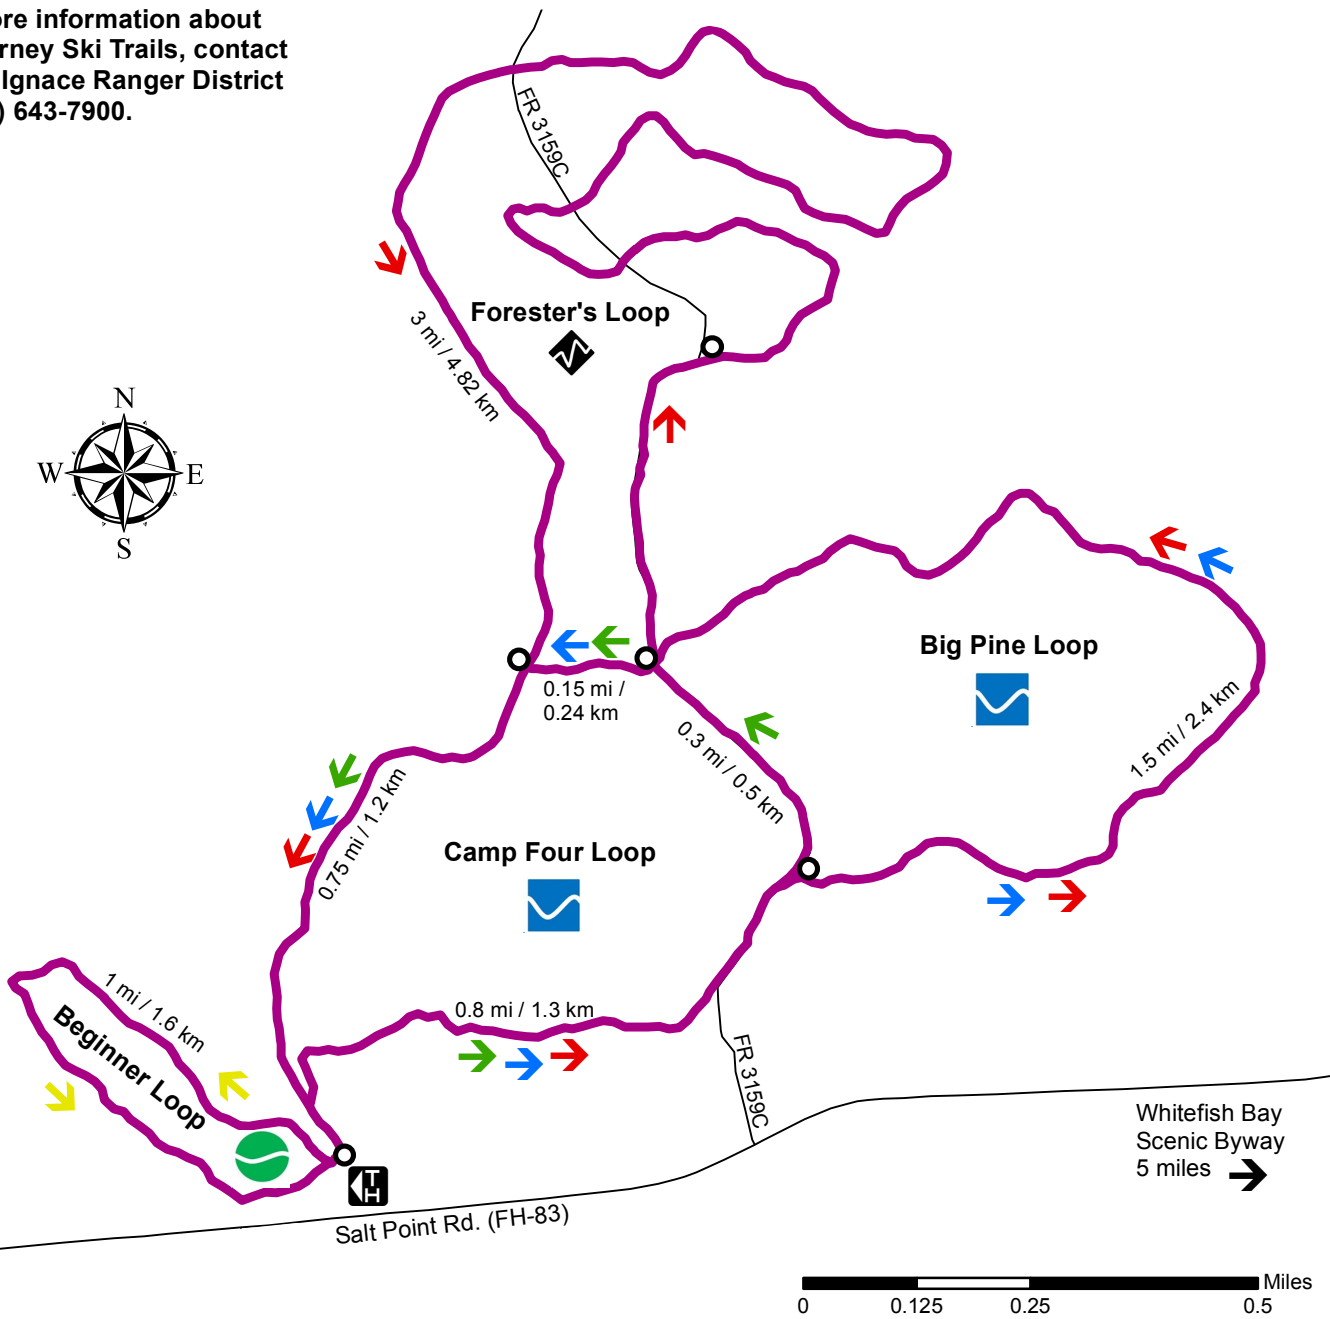 ore information about
rney Ski Trails, contact
Ignace Ranger District
) 643-7900.
FR 3159C
Forester's Loop
3 mi / 4.82 km
N
W E
S
Big Pine Loop
0.15 mi /
0.24 km
0.3 mi / 0.5 km
1.5 mi / 2.4 km
0.75 mi / 1.2 km
Camp Four Loop
0.8 mi / 1.3 km
1 mi / 1.6 km
Beginner Loop
FR 3159C
Whitefish Bay
Scenic Byway
5 miles
TH
Salt Point Rd. (FH-83)
Miles
0 0.125 0.25 0.5